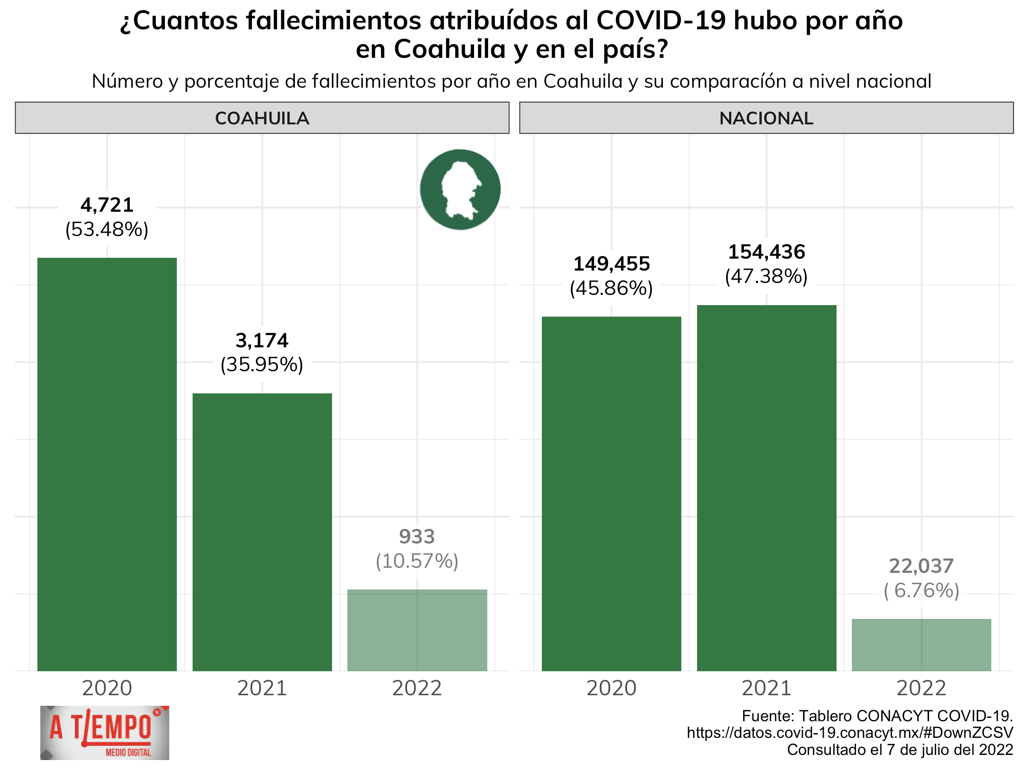 ¿Cuantos fallecimientos atribuídos al COVID-19 hubo por año
en Coahuila y en el país?
Número y porcentaje de fallecimientos por año en Coahuila y su comparacíón a nivel nacional
COAHUILA
4,721
(53.48%)
3,174
(35.95%)
933
(10.57%)
2020
2021
2022
NACIONAL
149,455
(45.86%)
154,436
(47.38%)
22,037
( 6.76%)
2020
2021
2022
A TIEMPO
MEDIO DIGITAL
Fuente: Tablero CONACYT COVID-19.
https://datos.covid-19.conacyt.mx/#DownZCSV
Consultado el 7 de julio del 2022